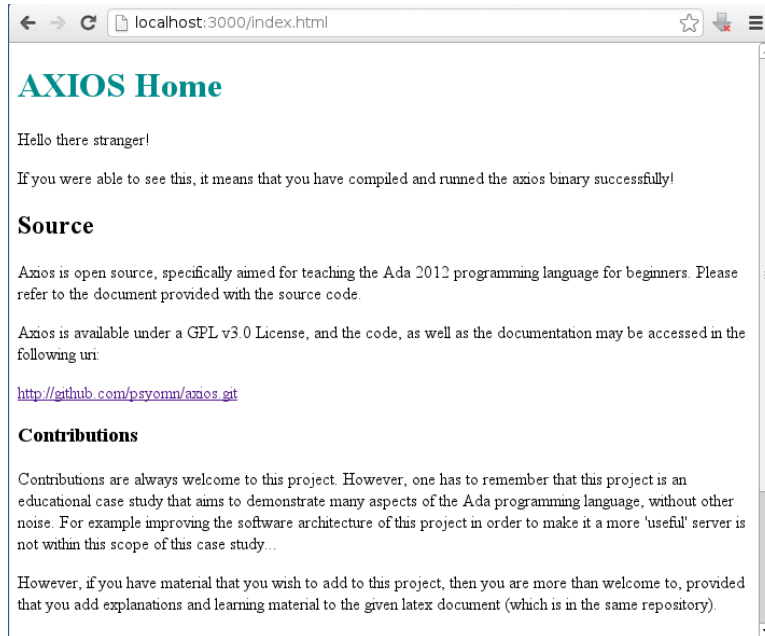 localhost:3000/index.html
AXIOS Home
Hello there stranger!
If you were able to see this, it means that you have compiled and runned the axios binary successfully!
Source
Axios is open source, specifically aimed for teaching the Ada 2012 programming language for beginners. Please
refer to the document provided with the source code.
Axios is available under a GPL v3.0 License, and the code, as well as the documentation may be accessed in the
following uri:
http://github.com/psyomn/axios.git
Contributions
Contributions are always welcome to this project. However, one has to remember that this project is an
educational case study that aims to demonstrate many aspects of the Ada programming language, without other
noise. For example improving the software architecture of this project in order to make it a more 'useful' server is
not within this scope of this case study...
However, if you have material that you wish to add to this project, then you are more than welcome to, provided
that you add explanations and learning material to the given latex document (which is in the same repository).